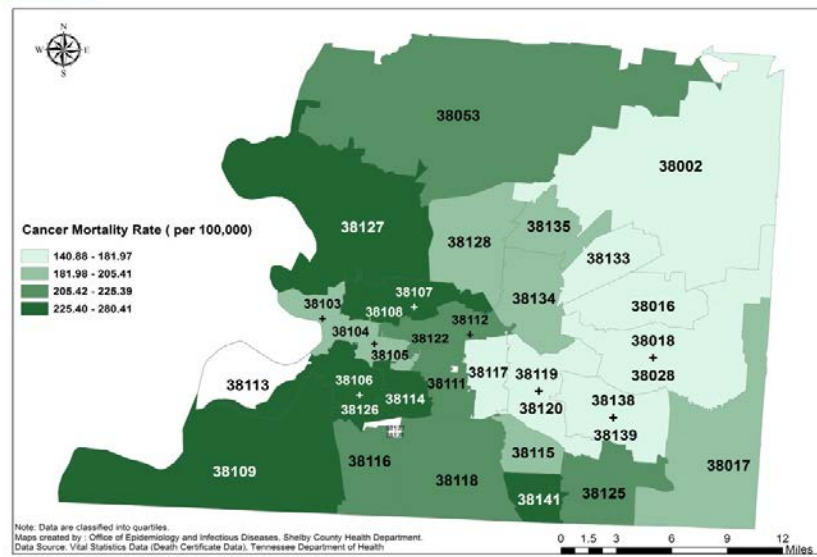 N
W E
S
38053
38002
Cancer Mortality Rate ( per 100,000)
140.88 - 181.97
181.98 - 205.41
205.42 - 225.39
225.40 - 280.41
38127
38128
38135
38133
38134
38016
38103
38107
38108
38112
38104
38122
38105
38018
38028
38113
38106
38126
38114
38111
38117
38119
38120
38138
38139
38109
38116
38118
38115
38141
38125
38017
Note: Data are classified into quartiles.
Maps created by : Office of Epidemiology and Infectious Diseases, Shelby County Health Department.
Data Source: Vital Statistics Data (Death Certificate Data), Tennessee Department of Health
0 1.5 3 6 9 12
Miles